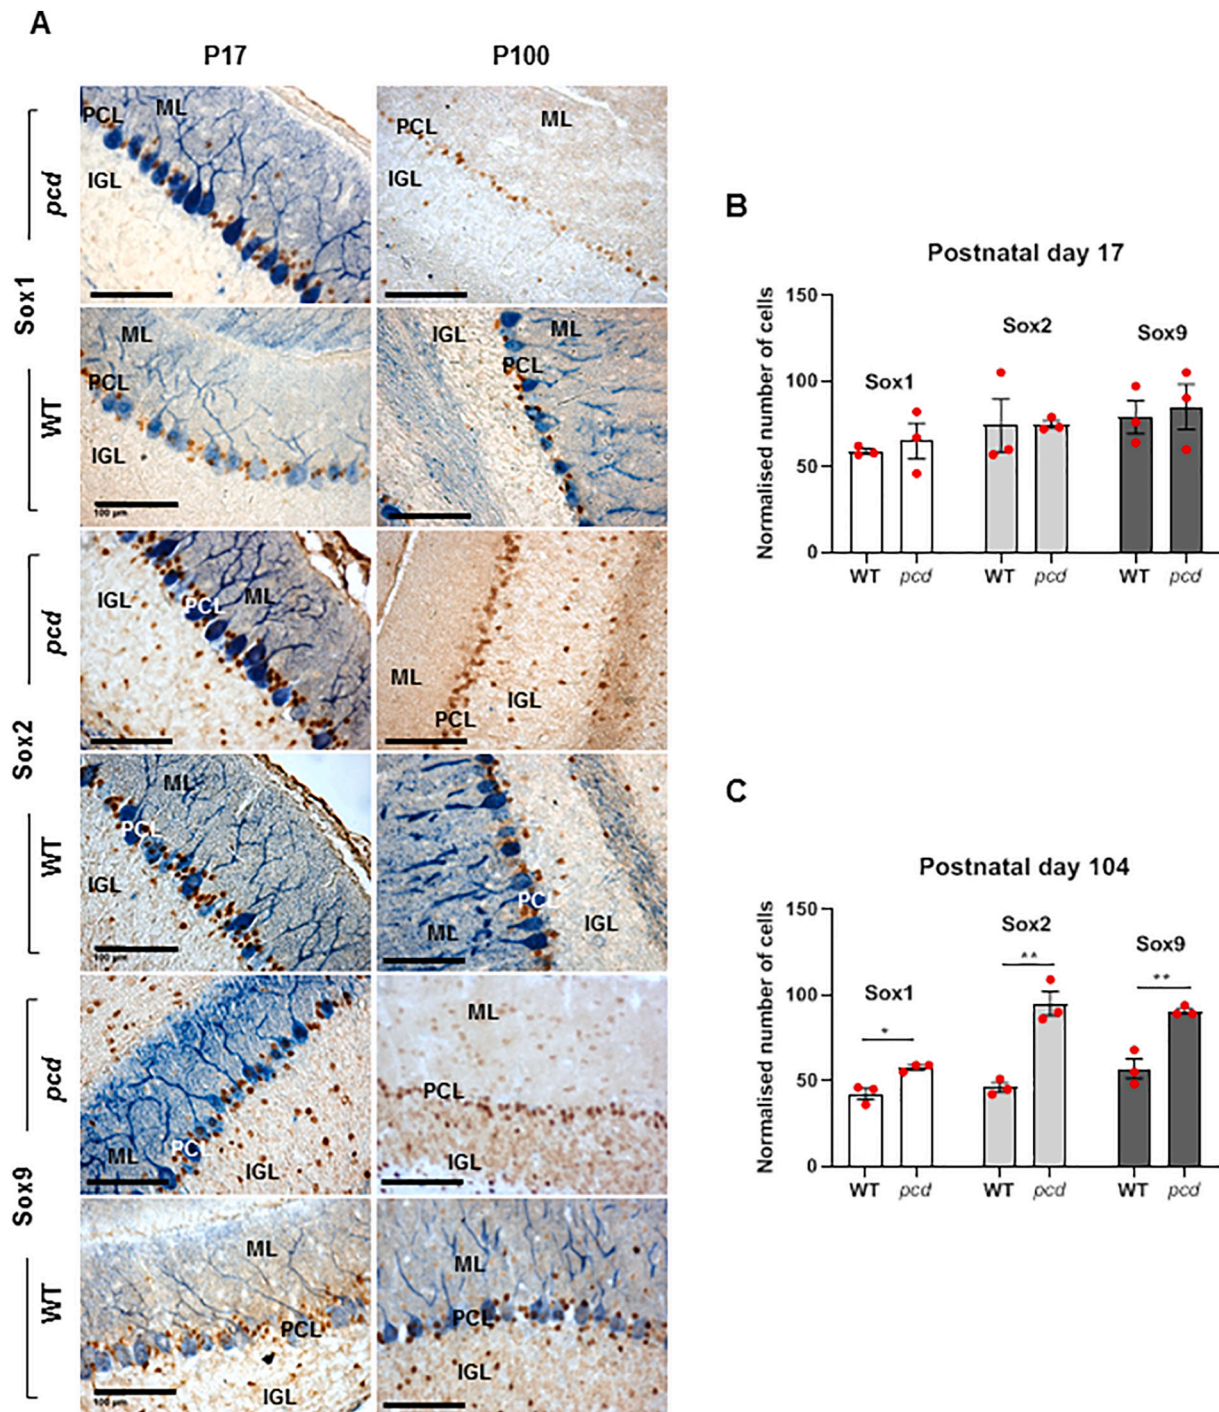 A
P17
P100
Sox1
pcd
PCL
ML
IGL
PCL
ML
IGL
WT
ML
PCL
IGL
100 µm
IGL
ML
PCL
Sox2
pcd
IGL
PCL
ML
ML
IGL
PCL
WT
ML
PCL
IGL
100 µm
PCL
ML
IGL
Sox9
pcd
PCL
ML
IGL
ML
PCL
IGL
WT
ML
PCL
IGL
100 µm
ML
PCL
IGL
B
Postnatal day 17
Normalised number of cells
150
100
50
0
Sox1
Sox2
Sox9
WT
pcd
WT
pcd
WT
pcd
C
Postnatal day 104
Normalised number of cells
150
100
50
0
Sox1
*
Sox2
**
Sox9
**
WT
pcd
WT
pcd
WT
pcd